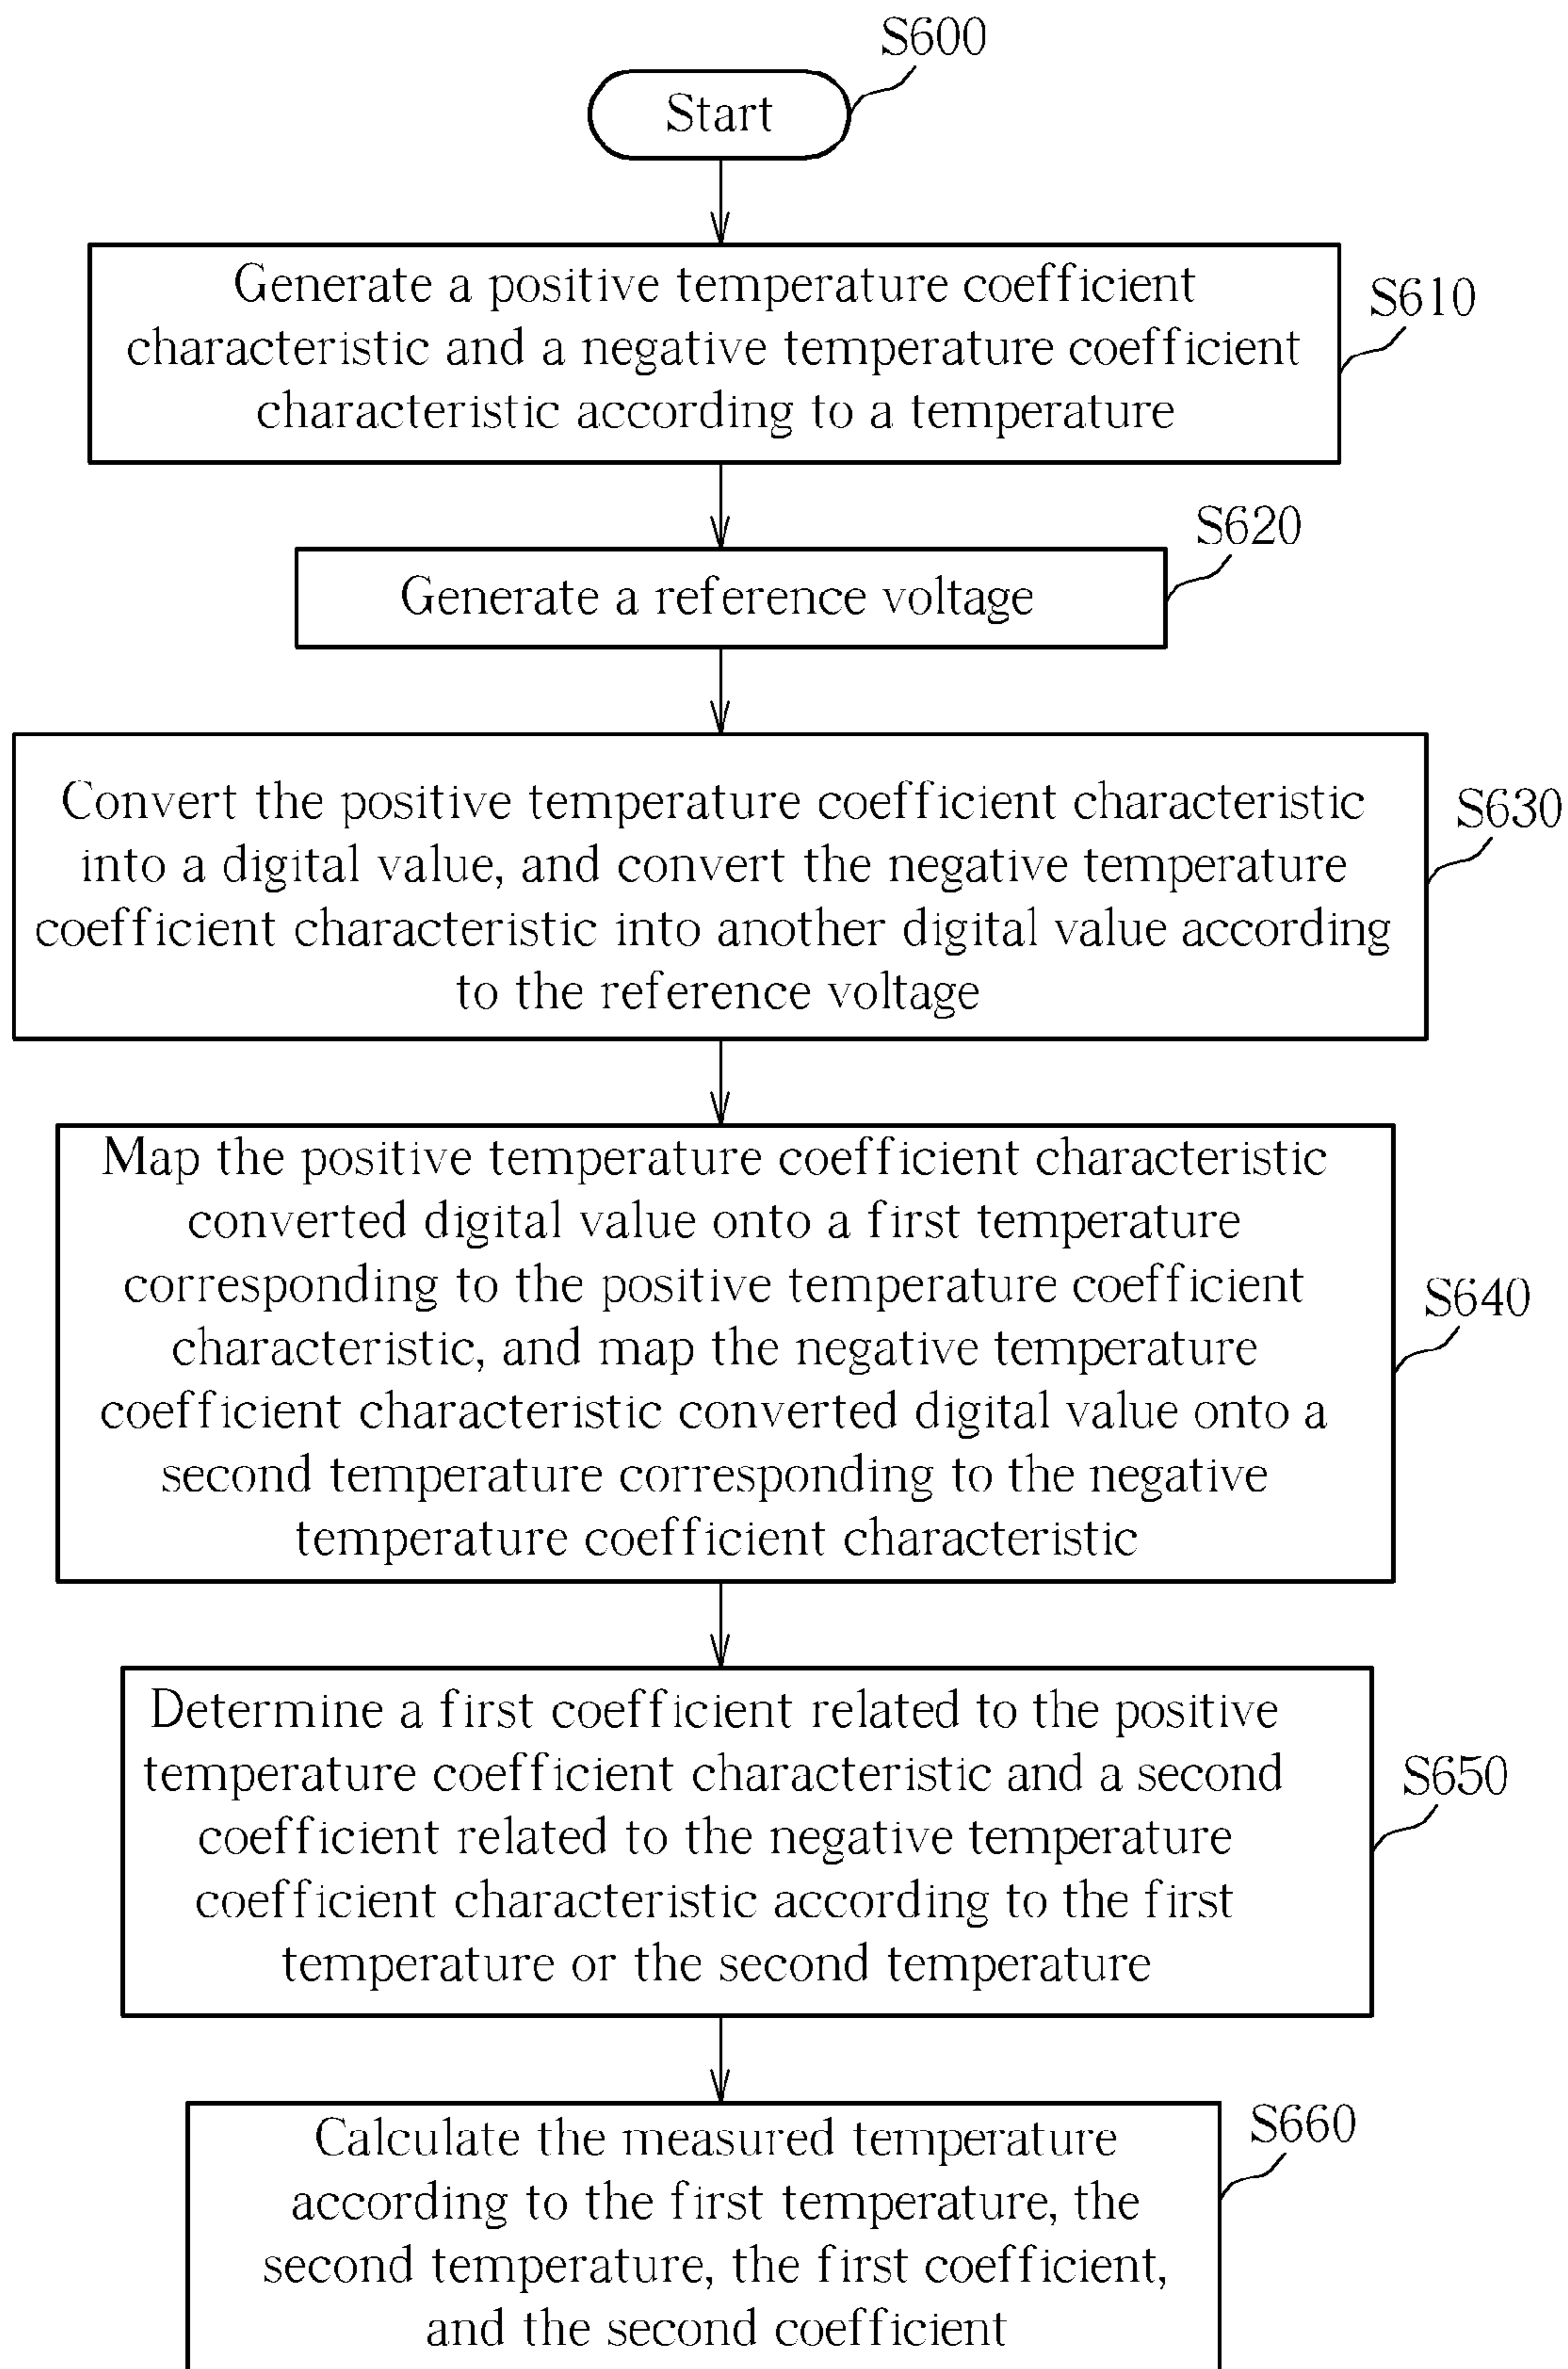 S600
Start
Generate a positive temperature coefficient
characteristic and a negative temperature coefficient
characteristic according to a temperature
S610
S620
Generate a reference voltage
Convert the positive temperature coefficient characteristic
into a digital value, and convert the negative temperature
coefficient characteristic into another digital value according
to the reference voltage
S630
Map the positive temperature coefficient characteristic
converted digital value onto a first temperature
corresponding to the positive temperature coefficient
characteristic, and map the negative temperature
coefficient characteristic converted digital value onto a
second temperature corresponding to the negative
temperature coefficient characteristic
S640
Determine a first coefficient related to the positive
temperature coefficient characteristic and a second
coefficient related to the negative temperature
coefficient characteristic according to the first
temperature or the second temperature
S650
Calculate the measured temperature
according to the first temperature, the
second temperature, the first coefficient,
and the second coefficient
S660